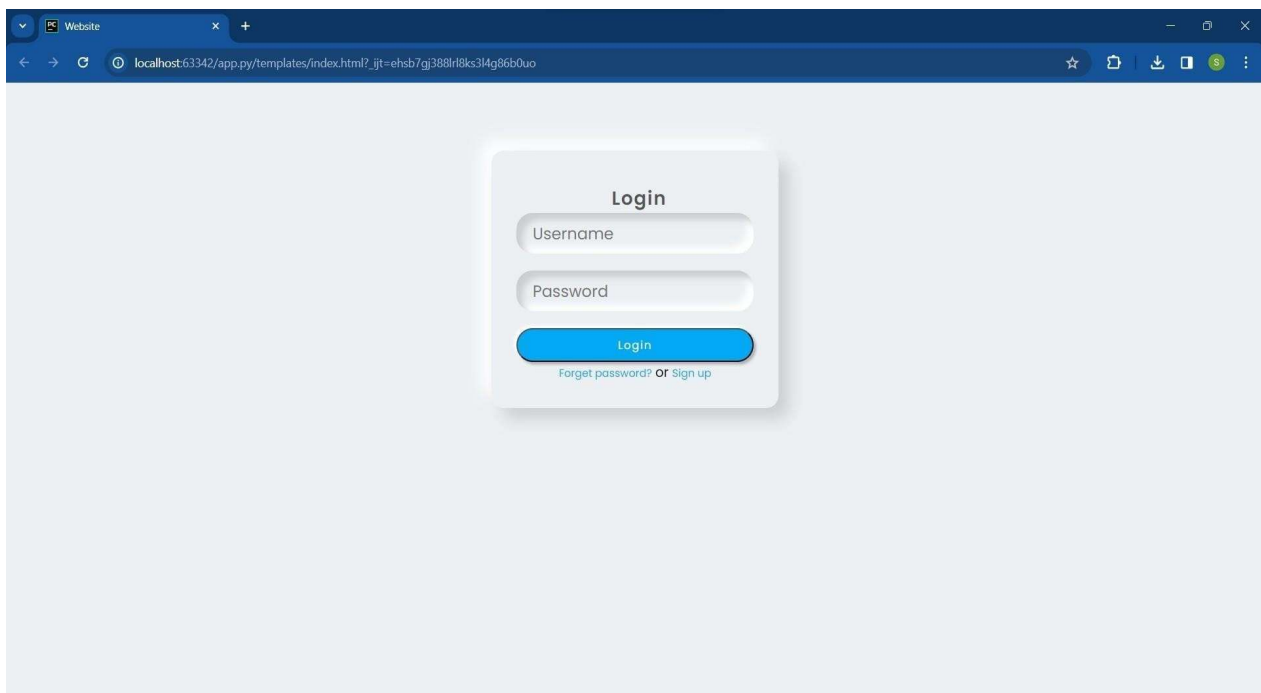 PC Website
localhost:63342/app.py/templates/index.html?_ijt=ehsb7gj388lrl8ks3l4g86b0uo
S
Login
Username
Password
Login
Forget password? or Sign up